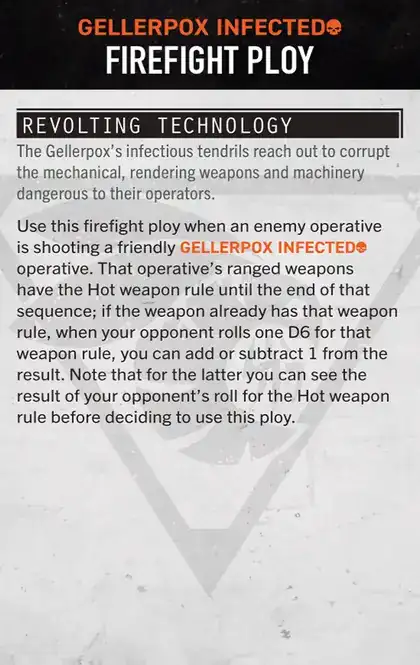 GELLERPOX INFECTED
FIREFIGHT PLOY
REVOLTING TECHNOLOGY
The Gellerpox's infectious tendrils reach out to corrupt
the mechanical, rendering weapons and machinery
dangerous to their operators.
Use this firefight ploy when an enemy operative
is shooting a friendly GELLERPOX INFECTED
operative. That operative's ranged weapons
have the Hot weapon rule until the end of that
sequence; if the weapon already has that weapon
rule, when your opponent rolls one D6 for that
weapon rule, you can add or subtract 1 from the
result. Note that for the latter you can see the
result of your opponent's roll for the Hot weapon
rule before deciding to use this ploy.